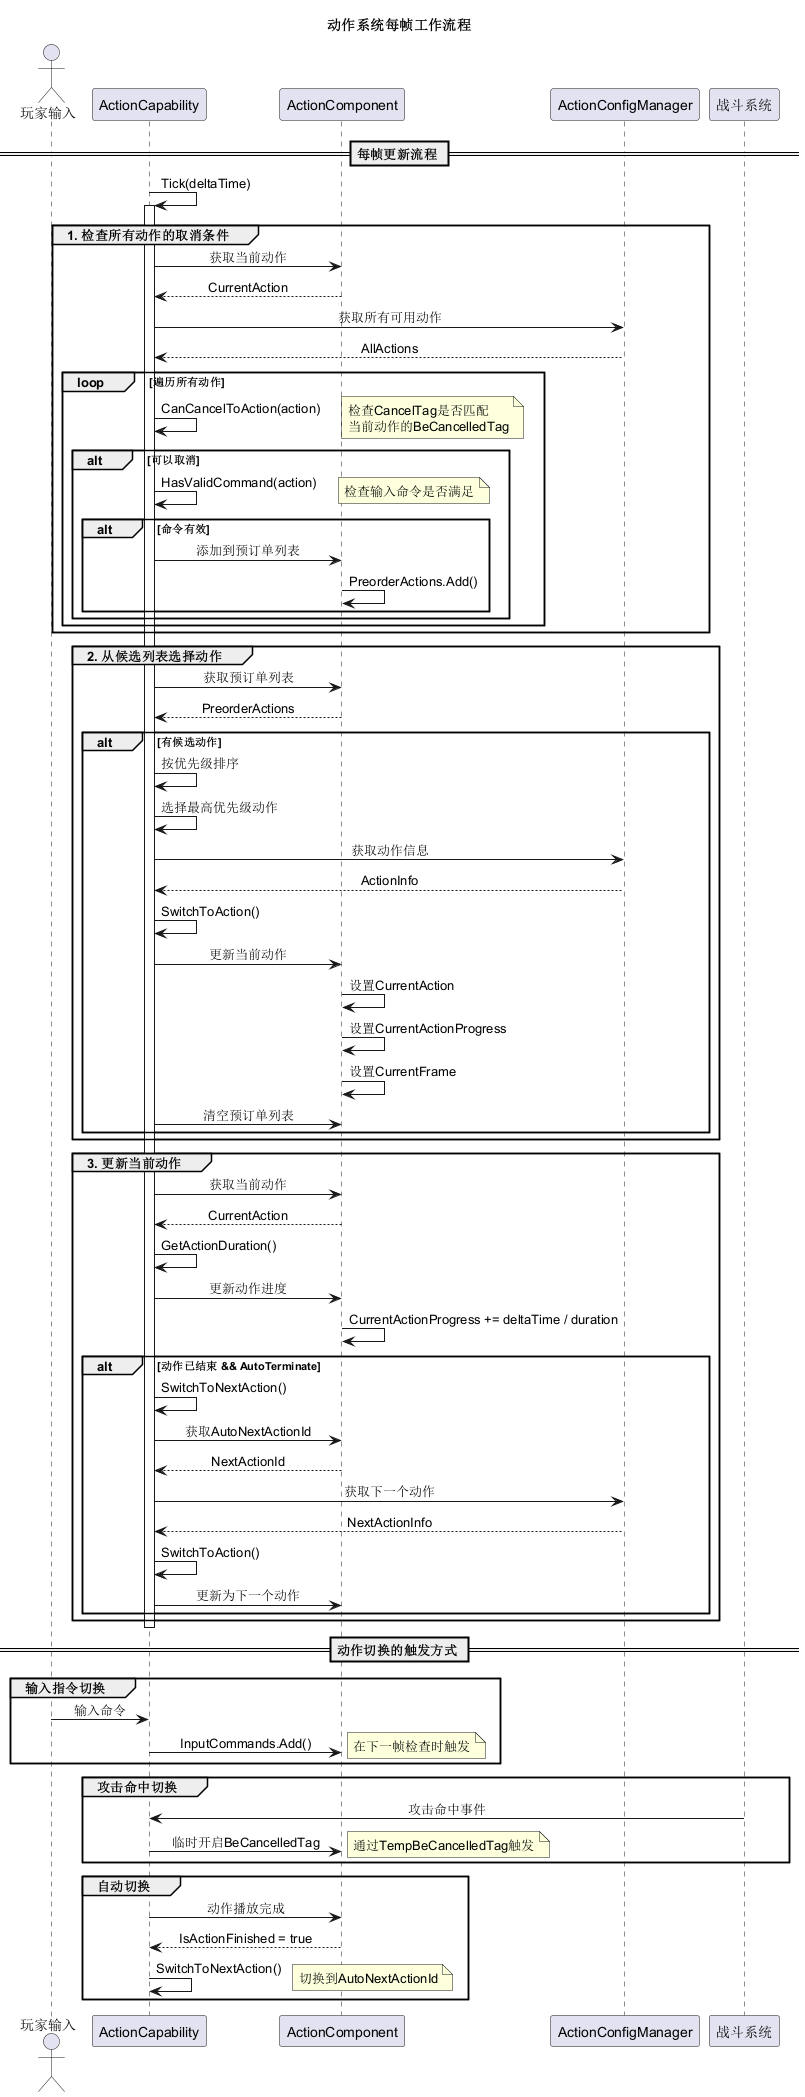 动作系统每帧工作流程
玩家输入
ActionCapability
ActionComponent
ActionConfigManager
战斗系统
每帧更新流程
Tick(deltaTime)
1. 检查所有动作的取消条件
获取当前动作
CurrentAction
获取所有可用动作
AllActions
loop
[遍历所有动作]
CanCancelToAction(action)
检查CancelTag是否匹配
当前动作的BeCancelledTag
alt
[可以取消]
HasValidCommand(action)
检查输入命令是否满足
alt
[命令有效]
添加到预订单列表
PreorderActions.Add()
2. 从候选列表选择动作
获取预订单列表
PreorderActions
alt
[有候选动作]
按优先级排序
选择最高优先级动作
获取动作信息
ActionInfo
SwitchToAction()
更新当前动作
设置CurrentAction
设置CurrentActionProgress
设置CurrentFrame
清空预订单列表
3. 更新当前动作
获取当前动作
CurrentAction
GetActionDuration()
更新动作进度
CurrentActionProgress += deltaTime / duration
alt
[动作已结束 && AutoTerminate]
SwitchToNextAction()
获取AutoNextActionId
NextActionId
获取下一个动作
NextActionInfo
SwitchToAction()
更新为下一个动作
动作切换的触发方式
输入指令切换
输入命令
InputCommands.Add()
在下一帧检查时触发
攻击命中切换
攻击命中事件
临时开启BeCancelledTag
通过TempBeCancelledTag触发
自动切换
动作播放完成
IsActionFinished = true
SwitchToNextAction()
切换到AutoNextActionId
玩家输入
ActionCapability
ActionComponent
ActionConfigManager
战斗系统